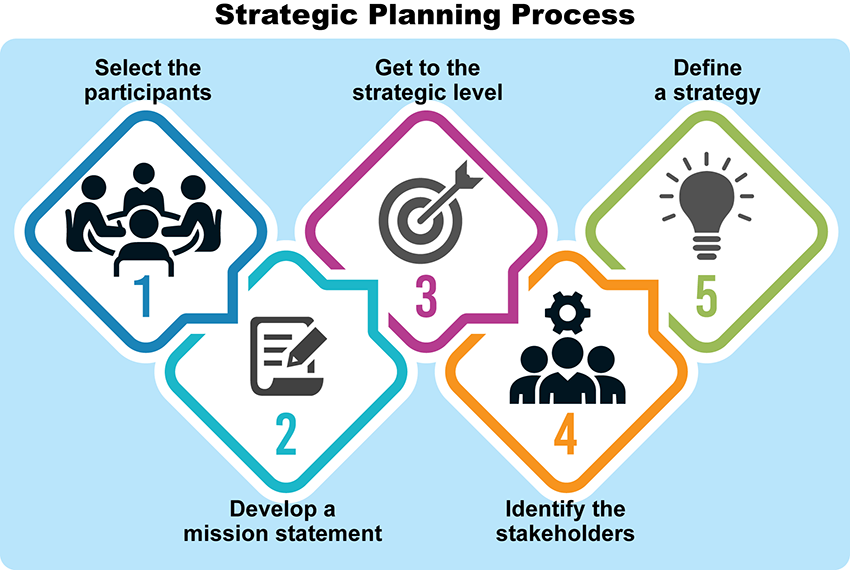 Strategic Planning Process
Select the
participants
1
Develop a
mission statement
2
Get to the
strategic level
3
Identify the
stakeholders
4
Define
a strategy
5